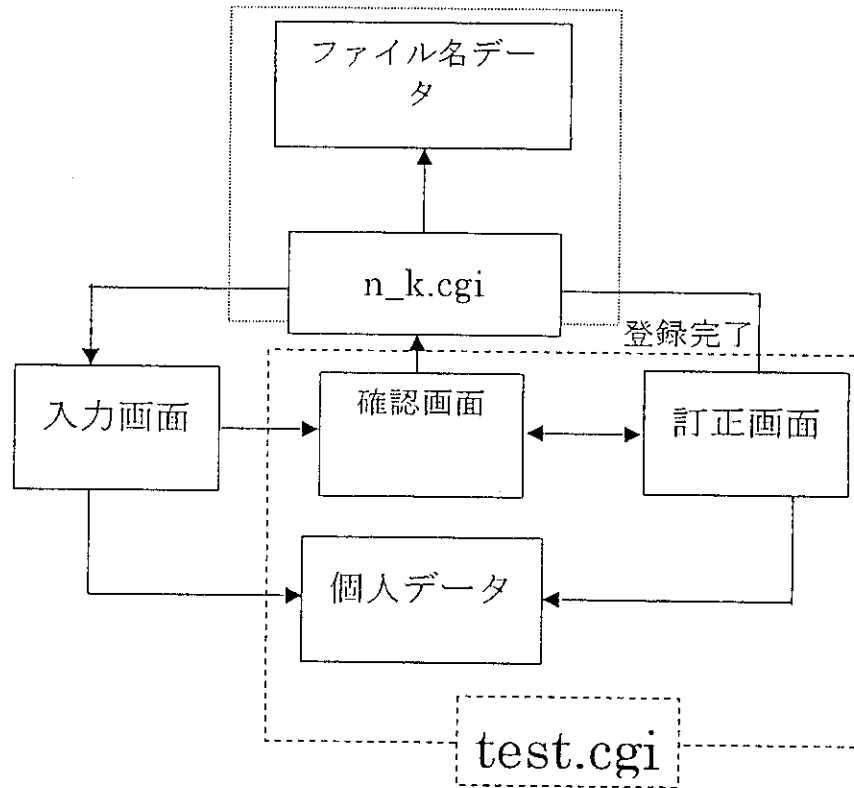 ファイル名デー
タ
n_k.cgi
登録完了
入力画面
確認画面
訂正画面
個人データ
test.cgi